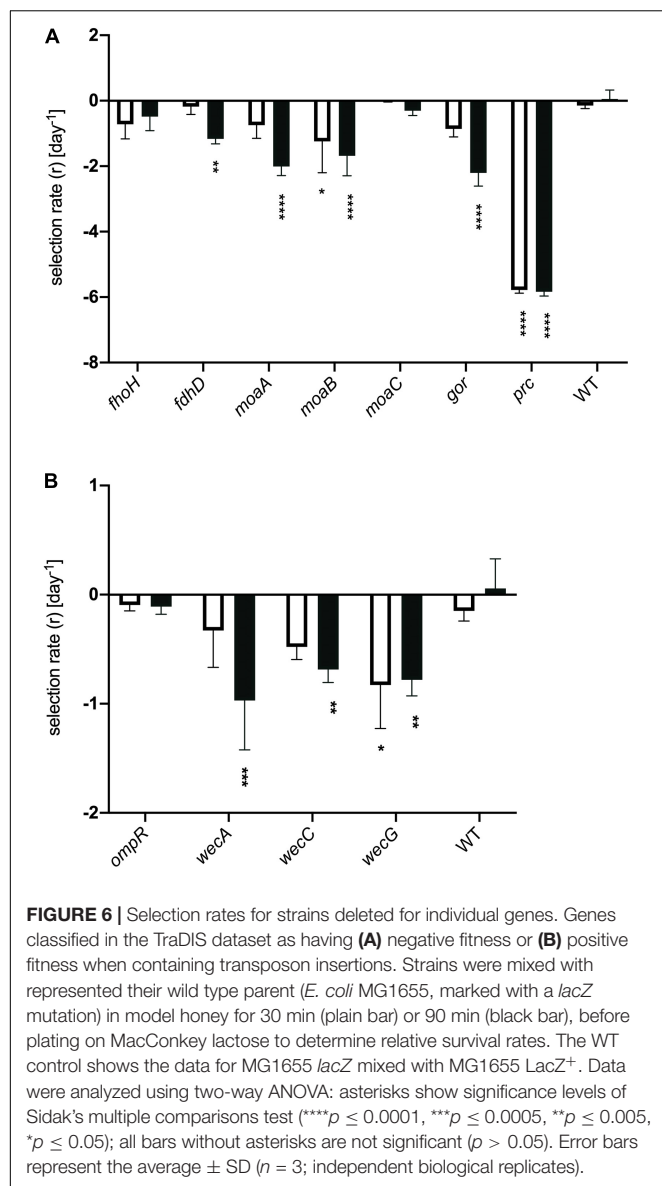 A
2
0
-2
-4
-6
-8
selection rate (r) [day-1]
**
****
*
****
****
****
****
fhoH
fdhD
moaA
moaB
moaC
gor
prc
WT
B
1
0
-1
-2
selection rate (r) [day-1]
***
**
*
**
ompR
wecA
wecC
wecG
WT
FIGURE 6 | Selection rates for strains deleted for individual genes. Genes
classified in the TraDIS dataset as having (A) negative fitness or (B) positive
fitness when containing transposon insertions. Strains were mixed with
represented their wild type parent (E. coli MG1655, marked with a lacZ
mutation) in model honey for 30 min (plain bar) or 90 min (black bar), before
plating on MacConkey lactose to determine relative survival rates. The WT
control shows the data for MG1655 lacZ mixed with MG1655 LacZ+. Data
were analyzed using two-way ANOVA: asterisks show significance levels of
Sidak's multiple comparisons test (****p ≤ 0.0001, ***p ≤ 0.0005, **p ≤ 0.005,
*p ≤ 0.05); all bars without asterisks are not significant (p > 0.05). Error bars
represent the average ± SD (n = 3; independent biological replicates).